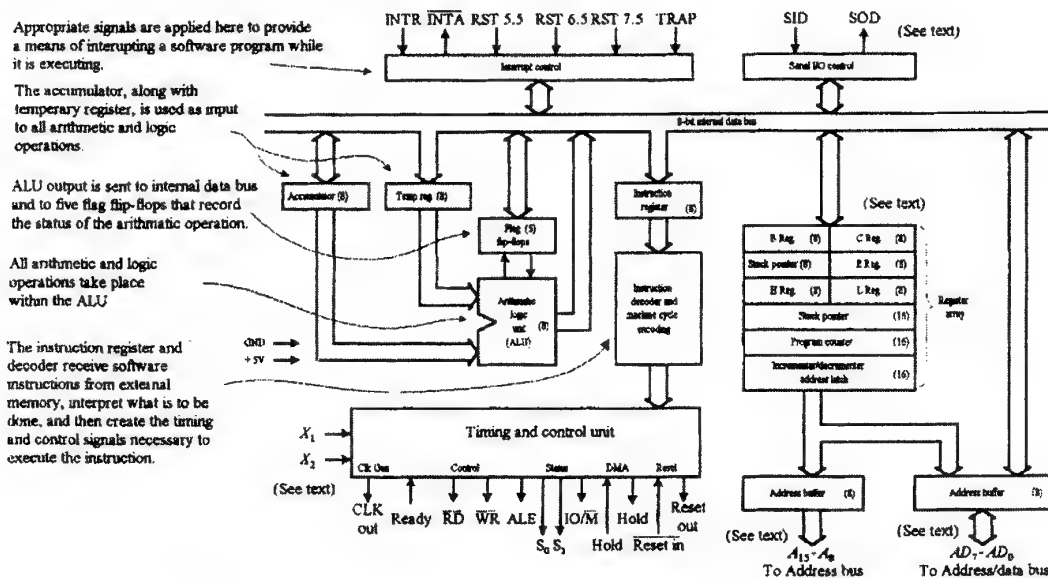 Appropriate signals are applied here to provide
a means of interupting a software program while
it is executing.
The accumulator, along with
temperary register, is used as input
to all arithmetic and logic
operations.
ALU output is sent to internal data bus
and to five flag flip-flops that record
the status of the arithmatic operation.
All arithmetic and logic
operations take place
within the ALU
The instruction register and
decoder receive software
instructions from external
memory, interpret what is to be
done, and then create the timing
and control signals necessary to
execute the instruction.
INTR INTA RST 5.5 RST 6.5 RST 7.5 TRAP
Interrupt control
SID SOD
(See text)
Serial I/O control
8-bit internal data bus
Accumulator (8)
Temp reg. (8)
Flag (5)
flip-flops
Instruction
register (8)
Arithmatic
logic
unit (8)
(ALU)
Instruction
decoder and
machine cycle
encoding
GND
+5V
(See text)
B Reg. (8) C Reg. (8)
Stack pointer (8) E Reg. (8)
H Reg. (8) L Reg. (8)
Stack pointer (16)
Program counter (16)
Incrementer/decrementer
address latch (16)
Register
array
X1
X2
(See text)
Timing and control unit
Clk Gen Control Status DMA Reset
CLK
out
Ready
RD
WR
ALE
S0 S1
IO/M
Hold
Hold
Reset in
Reset
out
Address buffer (8)
Address buffer (8)
(See text)
A15-A8
To Address bus
(See text)
AD7-AD0
To Address/data bus